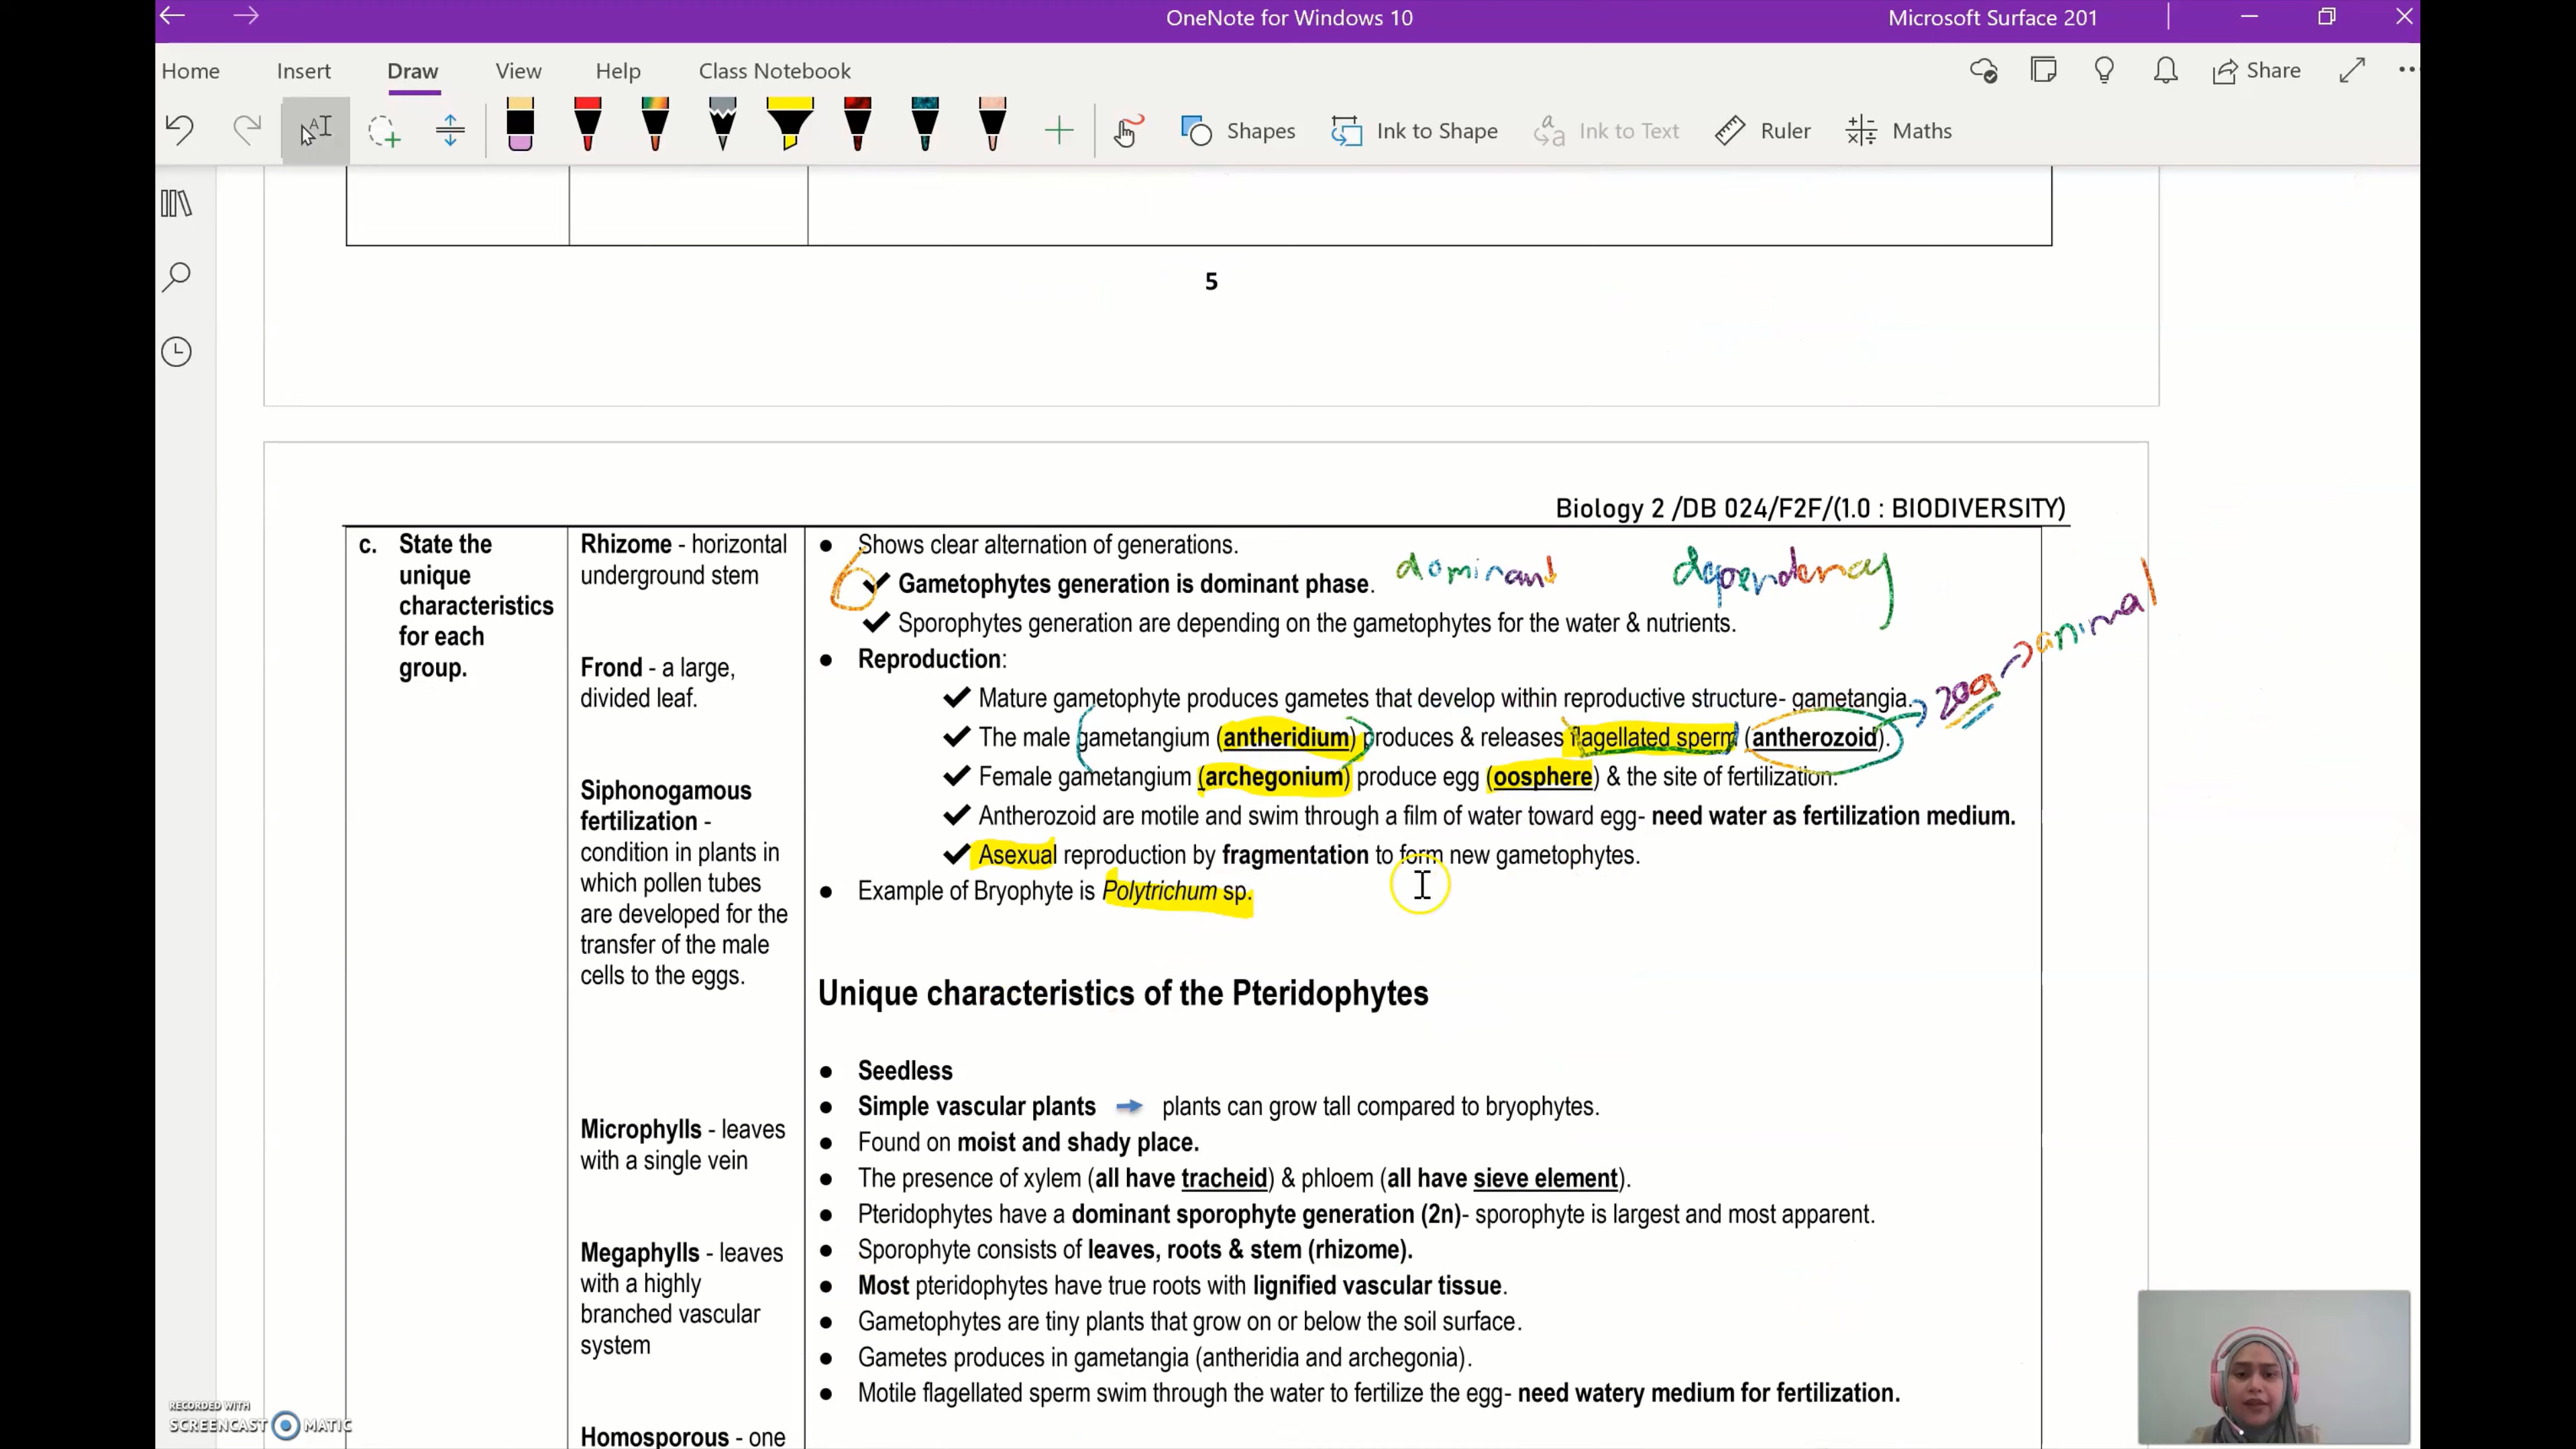 OneNote for Windows 10
Microsoft Surface 201
Home Insert Draw View Help Class Notebook
Share
Shapes Ink to Shape Ink to Text Ruler Maths
5
Biology 2 /DB 024/F2F/(1.0 : BIODIVERSITY)
c. State the
unique
characteristics
for each
group.
Rhizome - horizontal
underground stem
Frond - a large,
divided leaf.
Siphonogamous
fertilization -
condition in plants in
which pollen tubes
are developed for the
transfer of the male
cells to the eggs.
Microphylls - leaves
with a single vein
Megaphylls - leaves
with a highly
branched vascular
system
Homosporous - one
● Shows clear alternation of generations.
✔ Gametophytes generation is dominant phase.
dominant
dependency
✔ Sporophytes generation are depending on the gametophytes for the water & nutrients.
animal
● Reproduction:
✔ Mature gametophyte produces gametes that develop within reproductive structure- gametangia.
✔ The male gametangium (antheridium) produces & releases flagellated sperm (antherozoid).
✔ Female gametangium (archegonium) produce egg (oosphere) & the site of fertilization.
✔ Antherozoid are motile and swim through a film of water toward egg- need water as fertilization medium.
✔ Asexual reproduction by fragmentation to form new gametophytes.
● Example of Bryophyte is Polytrichum sp.
Unique characteristics of the Pteridophytes
● Seedless
● Simple vascular plants → plants can grow tall compared to bryophytes.
● Found on moist and shady place.
● The presence of xylem (all have tracheid) & phloem (all have sieve element).
● Pteridophytes have a dominant sporophyte generation (2n)- sporophyte is largest and most apparent.
● Sporophyte consists of leaves, roots & stem (rhizome).
● Most pteridophytes have true roots with lignified vascular tissue.
● Gametophytes are tiny plants that grow on or below the soil surface.
● Gametes produces in gametangia (antheridia and archegonia).
● Motile flagellated sperm swim through the water to fertilize the egg- need watery medium for fertilization.
RECORDED WITH
SCREENCAST MATIC